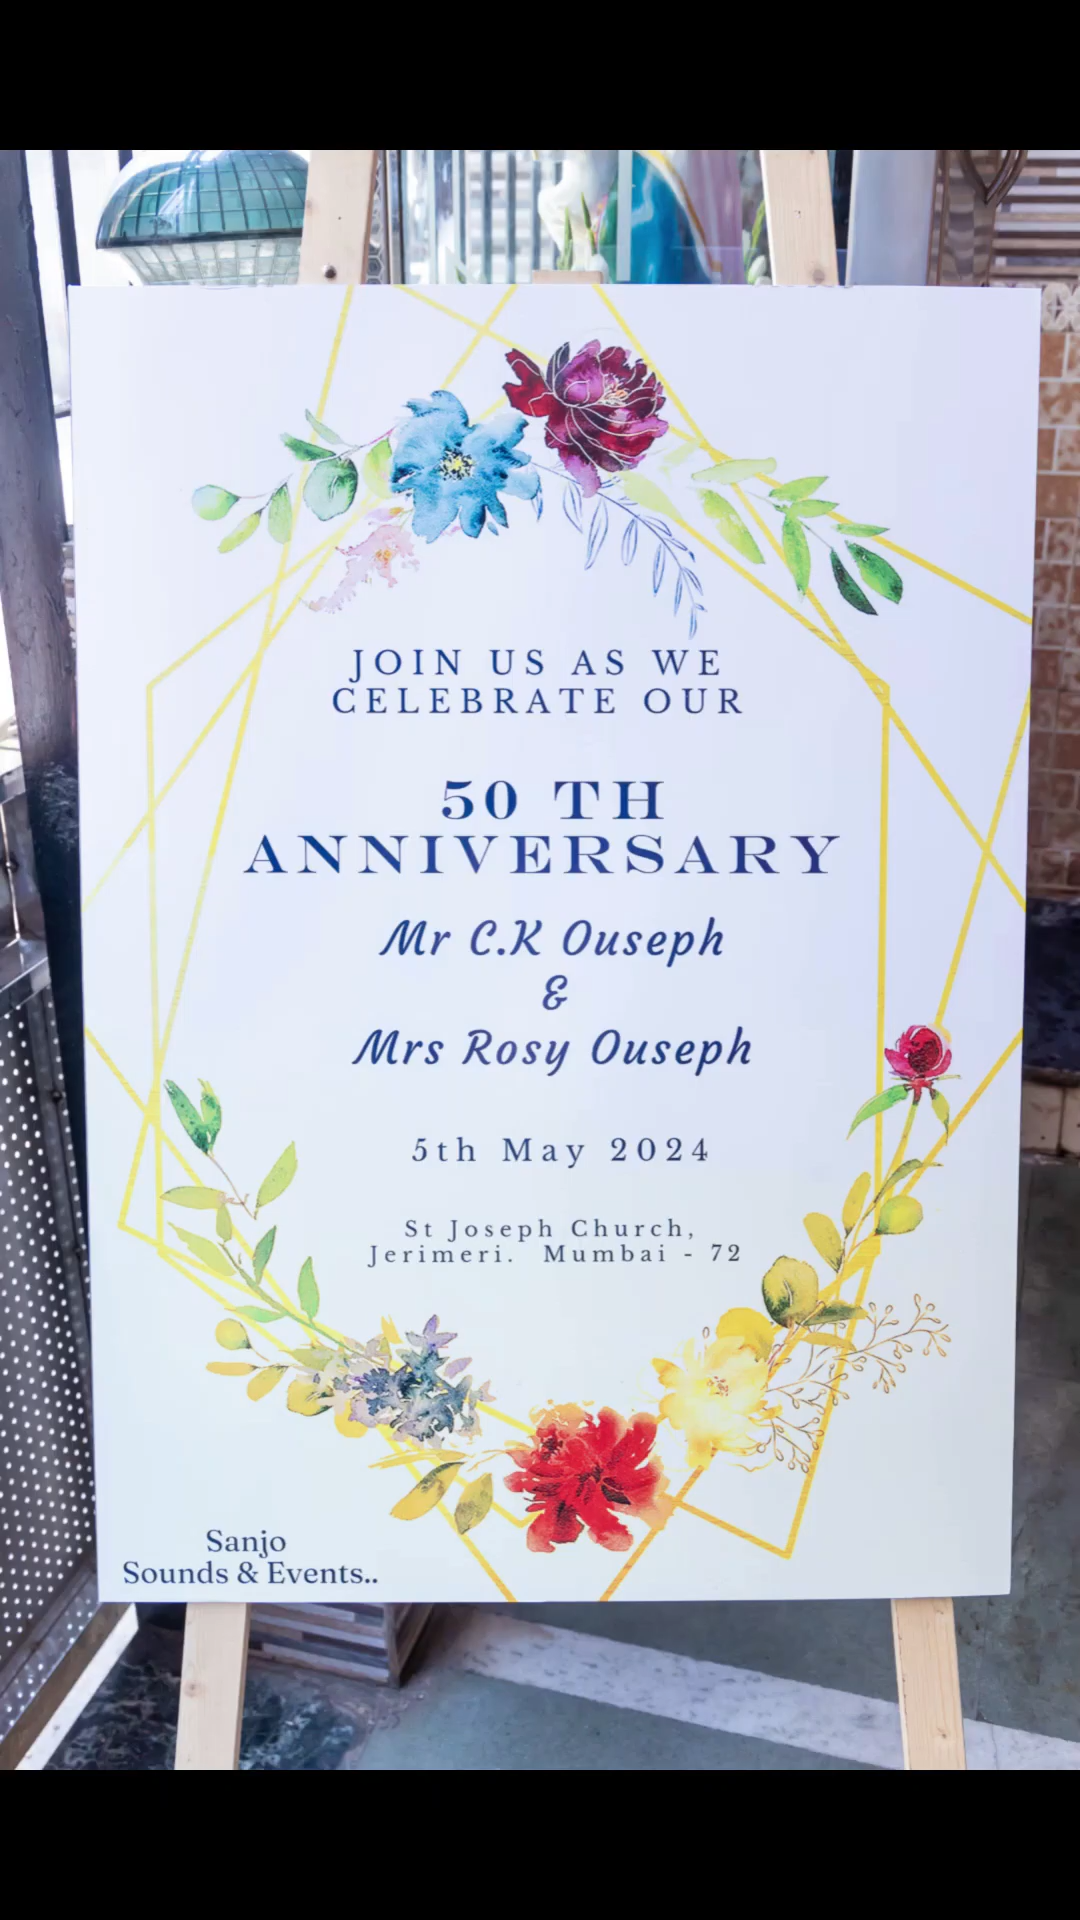 JOIN US AS WE
CELEBRATE OUR
50 TH
ANNIVERSARY
Mr C.K Ouseph
&
Mrs Rosy Ouseph
5th May 2024
St Joseph Church,
Jerimeri. Mumbai - 72
Sanjo
Sounds & Events..